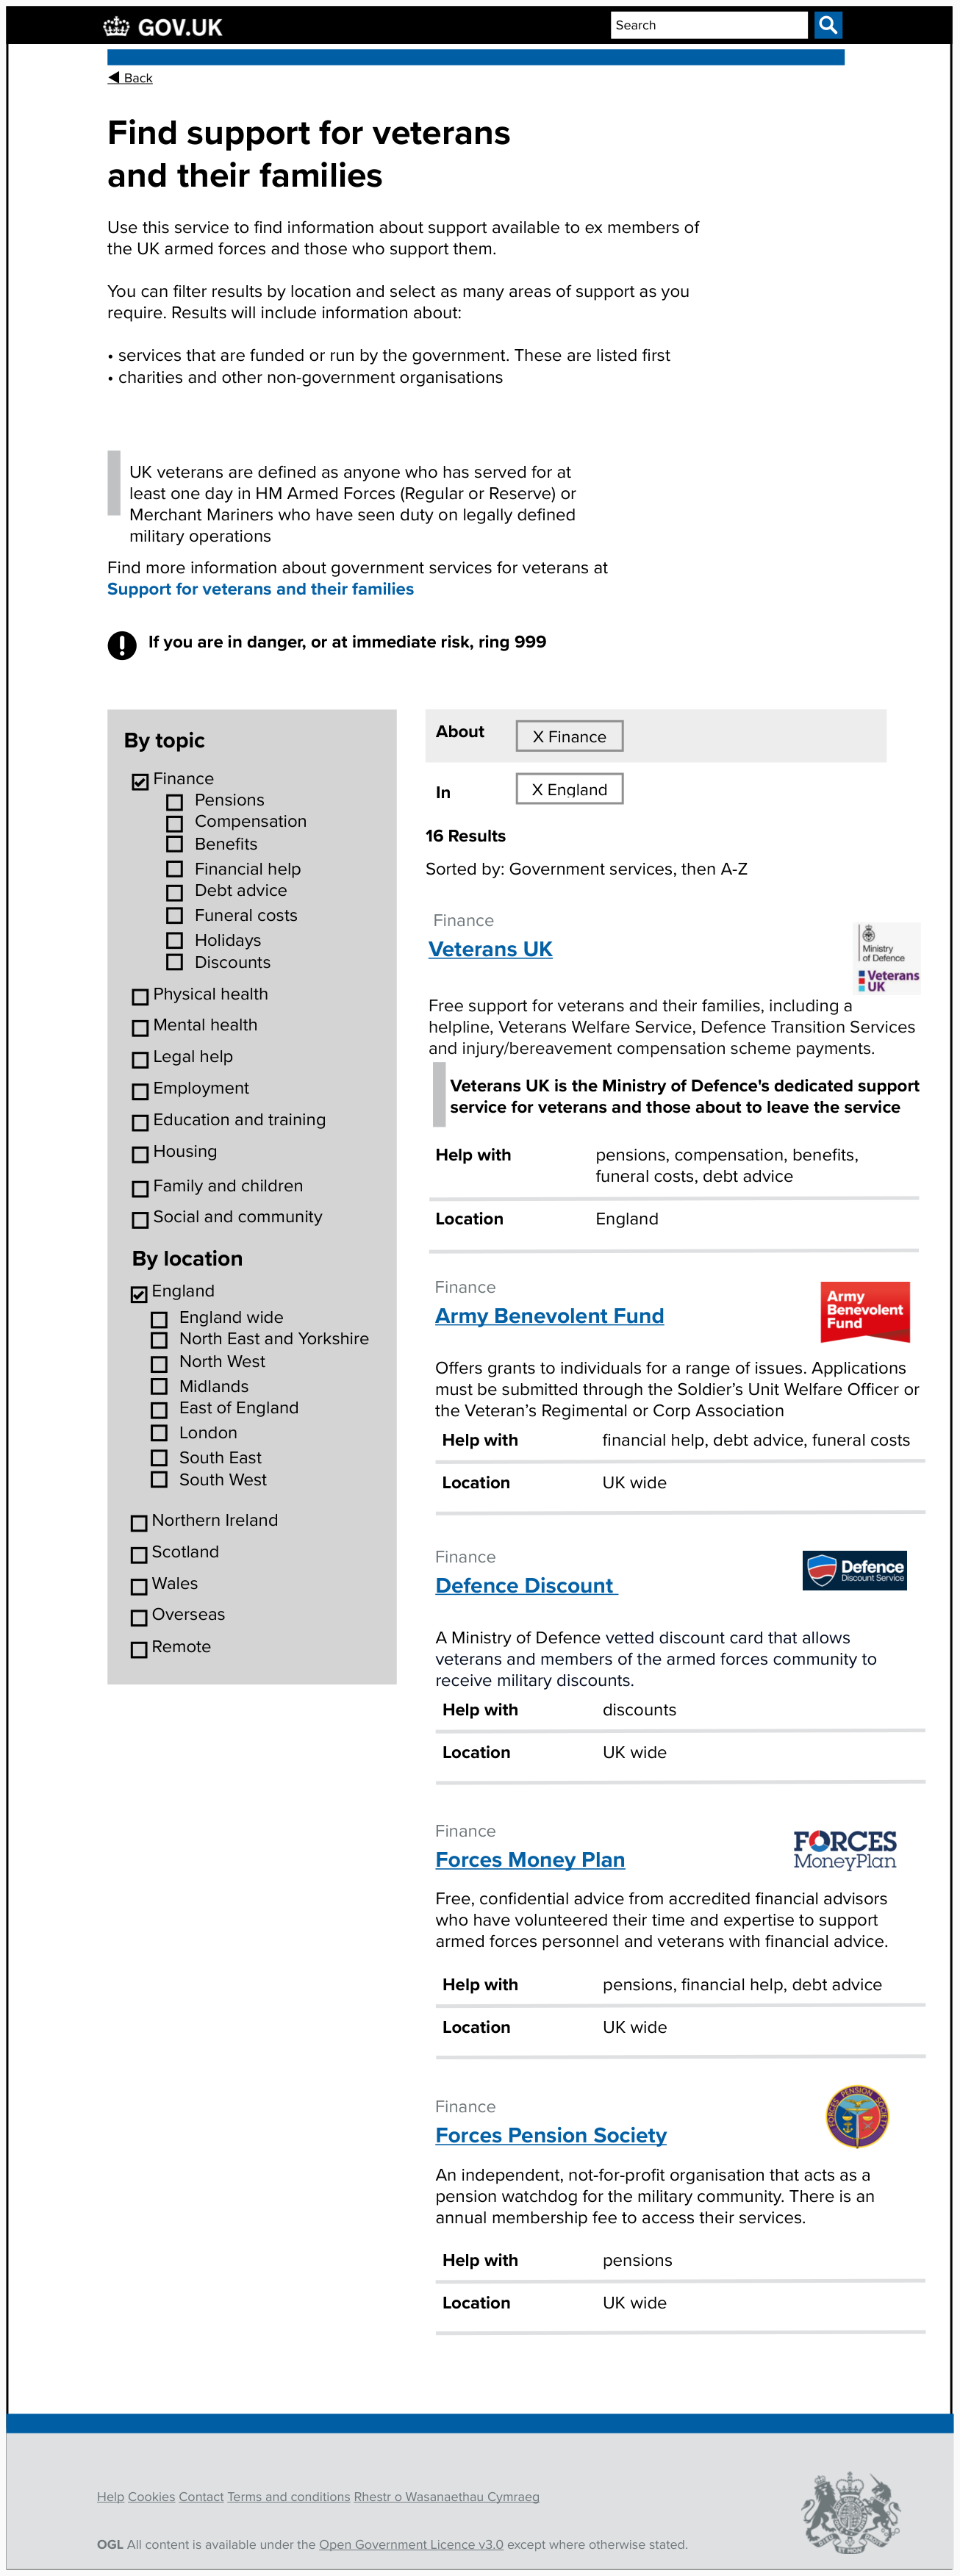 GOV.UK
Search
Back
Find support for veterans
and their families
Use this service to find information about support available to ex members of
the UK armed forces and those who support them.
You can filter results by location and select as many areas of support as you
require. Results will include information about:
• services that are funded or run by the government. These are listed first
• charities and other non-government organisations
UK veterans are defined as anyone who has served for at
least one day in HM Armed Forces (Regular or Reserve) or
Merchant Mariners who have seen duty on legally defined
military operations
Find more information about government services for veterans at
Support for veterans and their families
If you are in danger, or at immediate risk, ring 999
By topic
Finance
Pensions
Compensation
Benefits
Financial help
Debt advice
Funeral costs
Holidays
Discounts
Physical health
Mental health
Legal help
Employment
Education and training
Housing
Family and children
Social and community
By location
England
England wide
North East and Yorkshire
North West
Midlands
East of England
London
South East
South West
Northern Ireland
Scotland
Wales
Overseas
Remote
About X Finance
In X England
16 Results
Sorted by: Government services, then A-Z
Finance
Veterans UK
Ministry
of Defence
Veterans
UK
Free support for veterans and their families, including a
helpline, Veterans Welfare Service, Defence Transition Services
and injury/bereavement compensation scheme payments.
Veterans UK is the Ministry of Defence's dedicated support
service for veterans and those about to leave the service
Help with pensions, compensation, benefits,
funeral costs, debt advice
Location England
Finance
Army Benevolent Fund
Army
Benevolent
Fund
Offers grants to individuals for a range of issues. Applications
must be submitted through the Soldier’s Unit Welfare Officer or
the Veteran’s Regimental or Corp Association
Help with financial help, debt advice, funeral costs
Location UK wide
Finance
Defence Discount
Defence
Discount Service
A Ministry of Defence vetted discount card that allows
veterans and members of the armed forces community to
receive military discounts.
Help with discounts
Location UK wide
Finance
Forces Money Plan
FORCES
MoneyPlan
Free, confidential advice from accredited financial advisors
who have volunteered their time and expertise to support
armed forces personnel and veterans with financial advice.
Help with pensions, financial help, debt advice
Location UK wide
Finance
Forces Pension Society
FORCES PENSION SOCIETY
An independent, not-for-profit organisation that acts as a
pension watchdog for the military community. There is an
annual membership fee to access their services.
Help with pensions
Location UK wide
Help Cookies Contact Terms and conditions Rhestr o Wasanaethau Cymraeg
OGL All content is available under the Open Government Licence v3.0 except where otherwise stated.